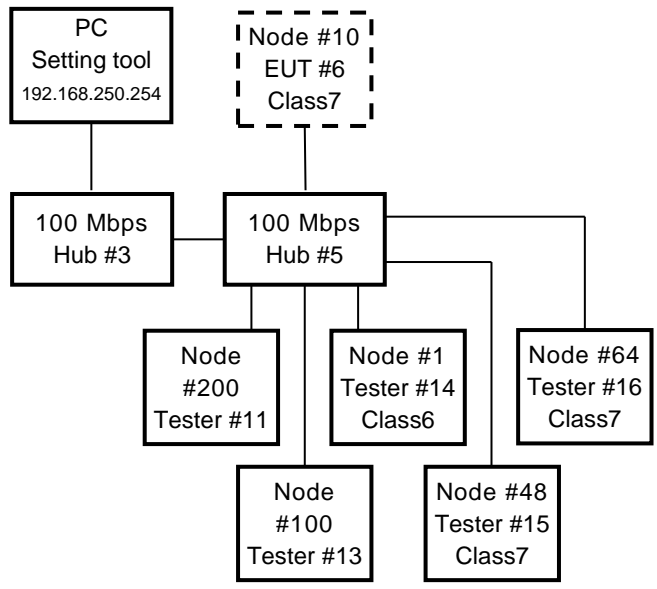 PC
Setting tool
192.168.250.254
Node #10
EUT #6
Class7
100 Mbps
Hub #3
100 Mbps
Hub #5
Node
#200
Tester #11
Node #1
Tester #14
Class6
Node #64
Tester #16
Class7
Node
#100
Tester #13
Node #48
Tester #15
Class7